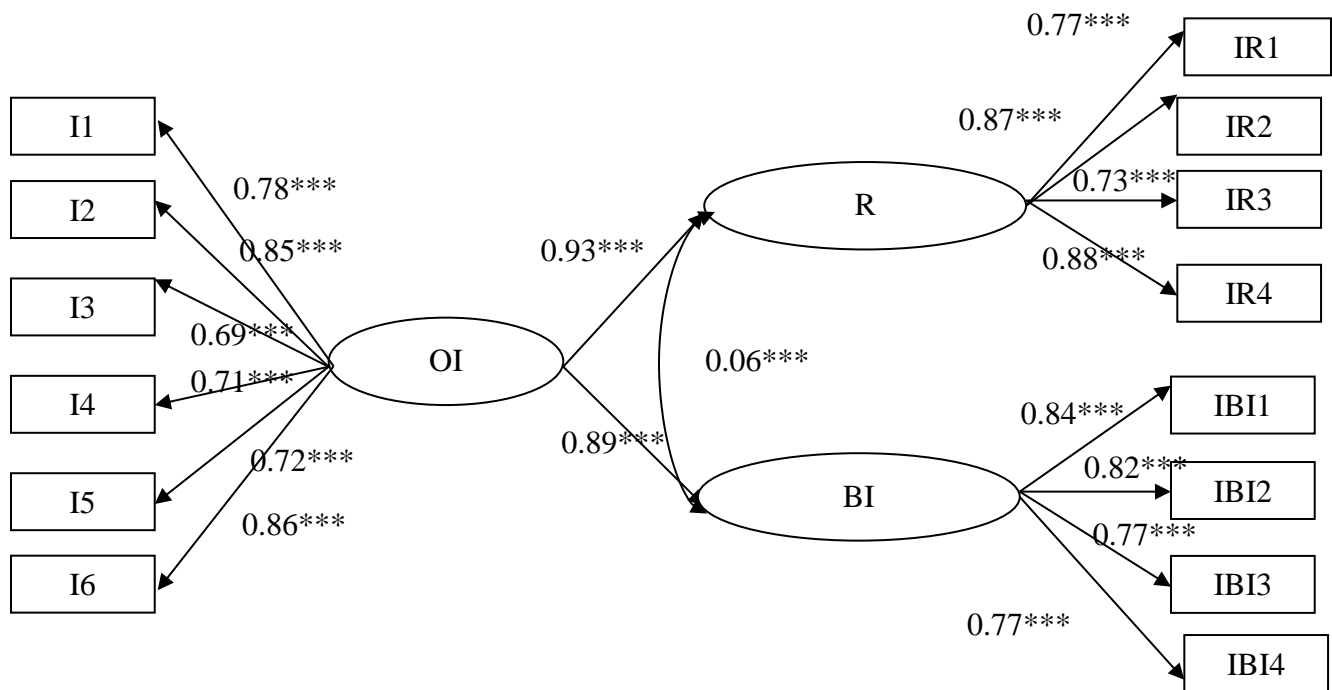 0.77***
IR1
I1
0.87***
IR2
I2
0.78***
R
0.73***
IR3
0.85***
0.93***
0.88***
IR4
I3
0.69***
OI
0.06***
I4
0.71***
0.84***
IBI1
0.72***
0.89***
0.82***
IBI2
I5
0.86***
BI
0.77***
I6
IBI3
0.77***
IBI4